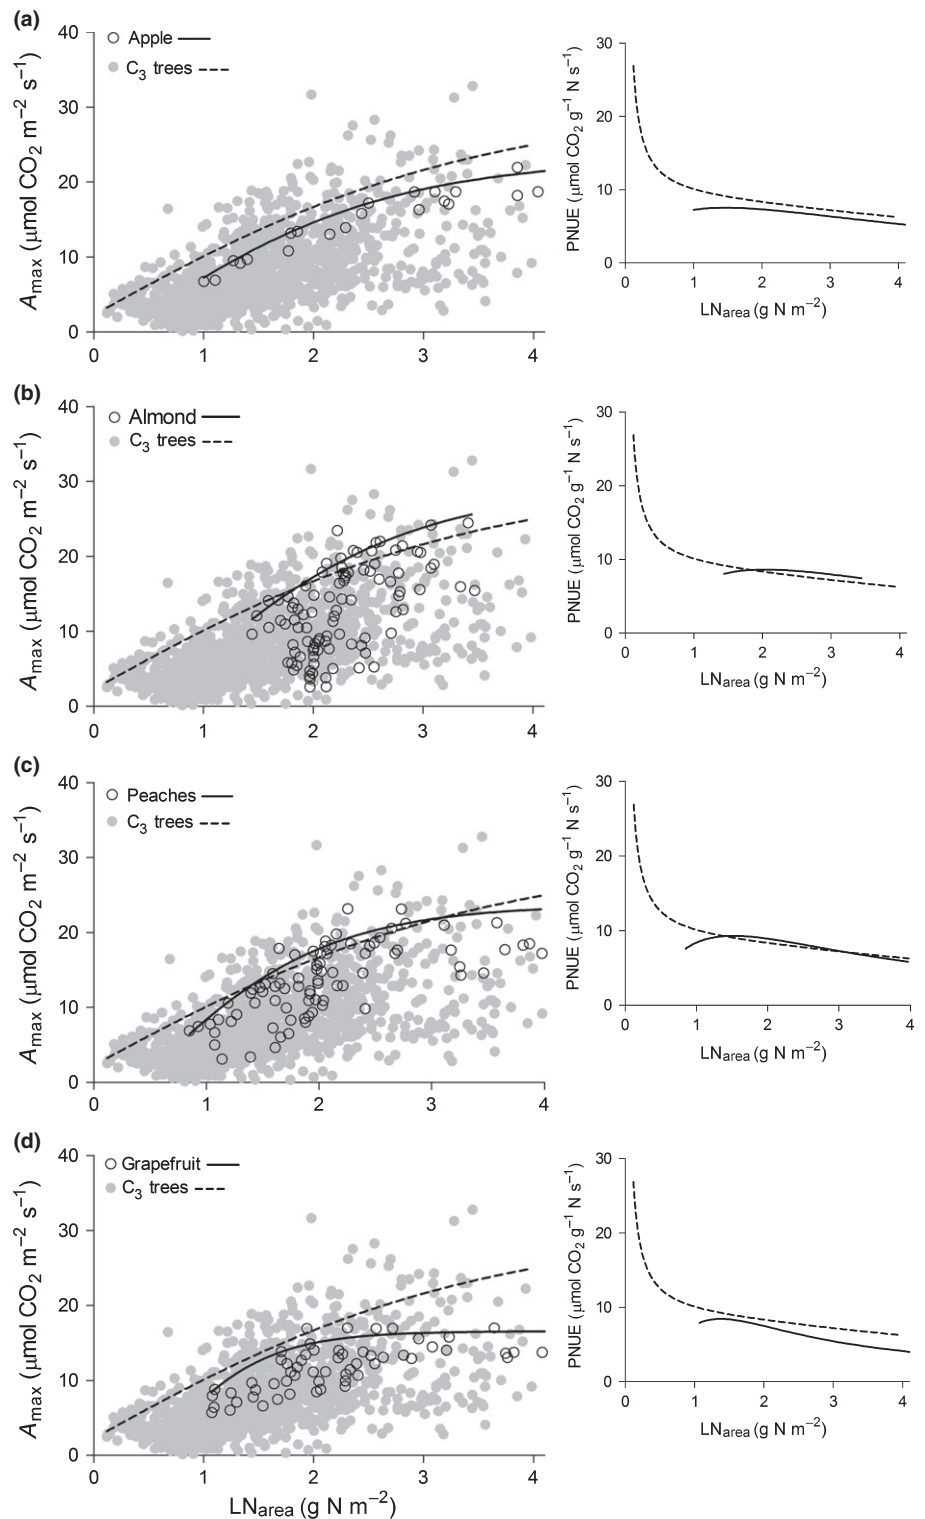 (a)
40
30
20
10
0
A max (μmol CO2 m−2 s−1)
Apple
C3 trees
0 1 2 3 4
30
20
10
0
PNUE (μmol CO2 g−1 N s−1)
0 1 2 3 4
LNarea (g N m−2)
(b)
40
30
20
10
0
A max (μmol CO2 m−2 s−1)
Almond
C3 trees
0 1 2 3 4
30
20
10
0
PNUE (μmol CO2 g−1 N s−1)
0 1 2 3 4
LNarea (g N m−2)
(c)
40
30
20
10
0
A max (μmol CO2 m−2 s−1)
Peaches
C3 trees
0 1 2 3 4
30
20
10
0
PNUE (μmol CO2 g−1 N s−1)
0 1 2 3 4
LNarea (g N m−2)
(d)
40
30
20
10
0
A max (μmol CO2 m−2 s−1)
Grapefruit
C3 trees
0 1 2 3 4
LNarea (g N m−2)
30
20
10
0
PNUE (μmol CO2 g−1 N s−1)
0 1 2 3 4
LNarea (g N m−2)